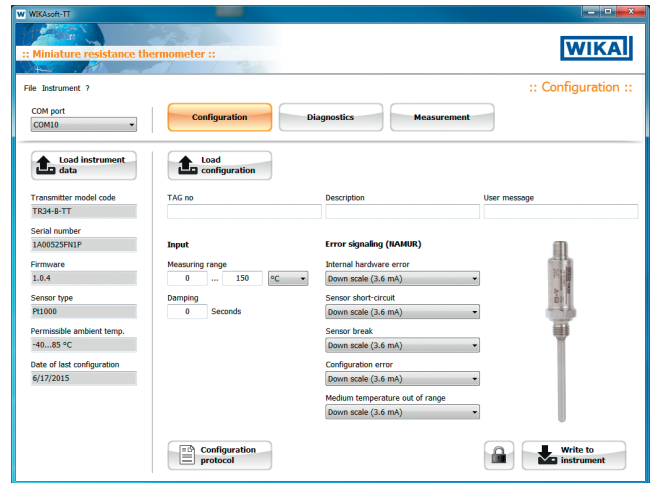 WIKAsoft-TT
:: Miniature resistance thermometer ::
WIKA
File Instrument ?
:: Configuration ::
COM port
COM10
Configuration
Diagnostics
Measurement
Load instrument
data
Load
configuration
Transmitter model code
TR34-B-TT
TAG no
Description
User message
Serial number
1A00525FN1P
Input
Error signaling (NAMUR)
Firmware
1.0.4
Measuring range
0 ... 150 °C
Internal hardware error
Down scale (3.6 mA)
Sensor type
Pt1000
Damping
0 Seconds
Sensor short-circuit
Down scale (3.6 mA)
Permissible ambient temp.
-40...85 °C
Sensor break
Down scale (3.6 mA)
Date of last configuration
6/17/2015
Configuration error
Down scale (3.6 mA)
Medium temperature out of range
Down scale (3.6 mA)
Configuration
protocol
Write to
instrument